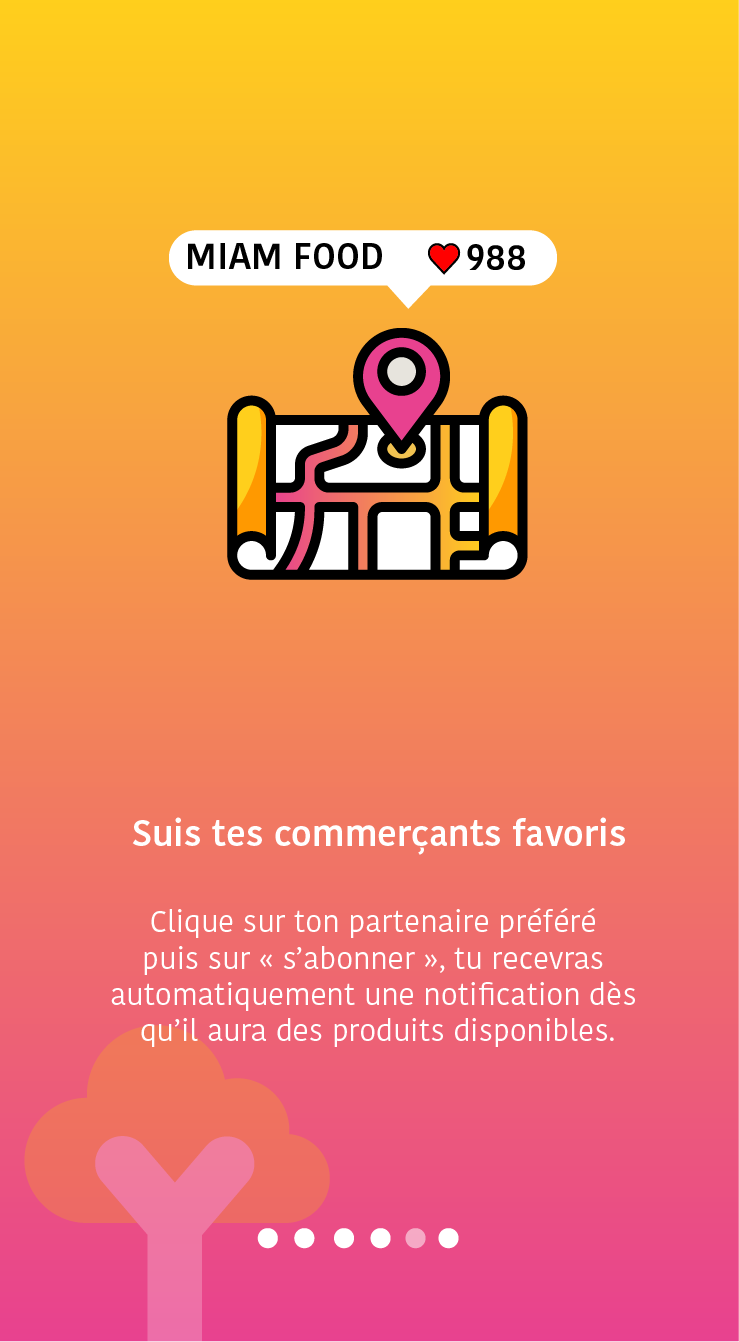 MIAM FOOD 988
Suis tes commerçants favoris
Clique sur ton partenaire préféré
puis sur « s’abonner », tu recevras
automatiquement une notification dès
qu’il aura des produits disponibles.